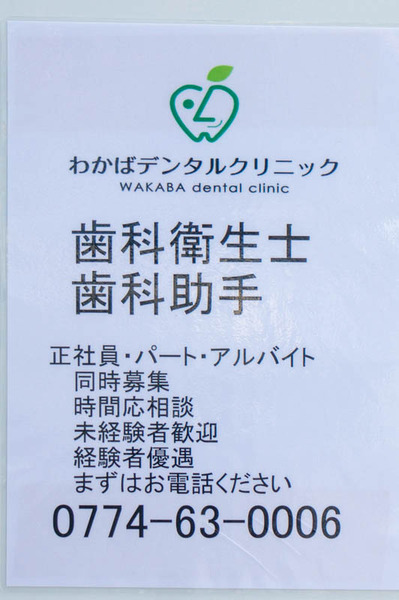 わかばデンタルクリニック
WAKABA dental clinic
歯科衛生士
歯科助手
正社員・パート・アルバイト
同時募集
時間応相談
未経験者歓迎
経験者優遇
まずはお電話ください
0774-63-0006